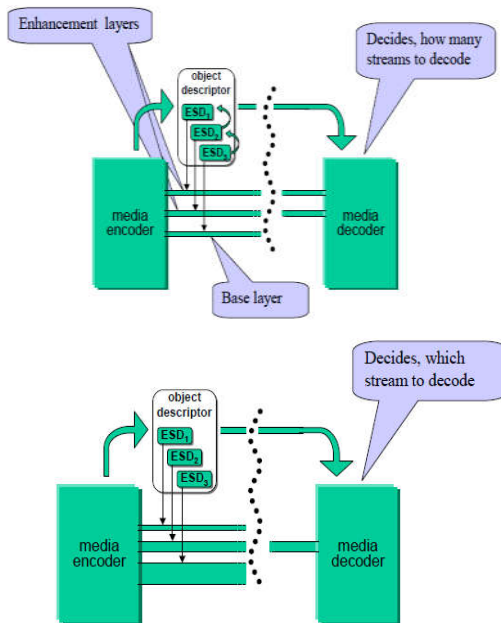 Enhancement layers
Decides, how many
streams to decode
object
descriptor
ESD1
ESD2
ESD3
media
encoder
media
decoder
Base layer
Decides, which
stream to decode
object
descriptor
ESD1
ESD2
ESD3
media
encoder
media
decoder